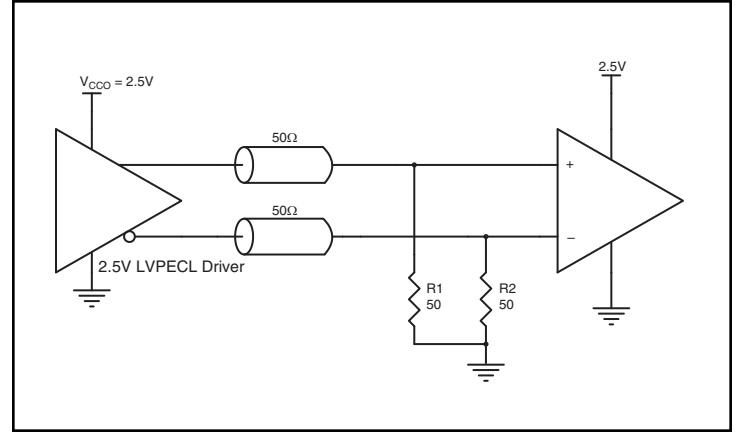 V_CCO = 2.5V
2.5V
50Ω
+
50Ω
−
2.5V LVPECL Driver
R1
50
R2
50